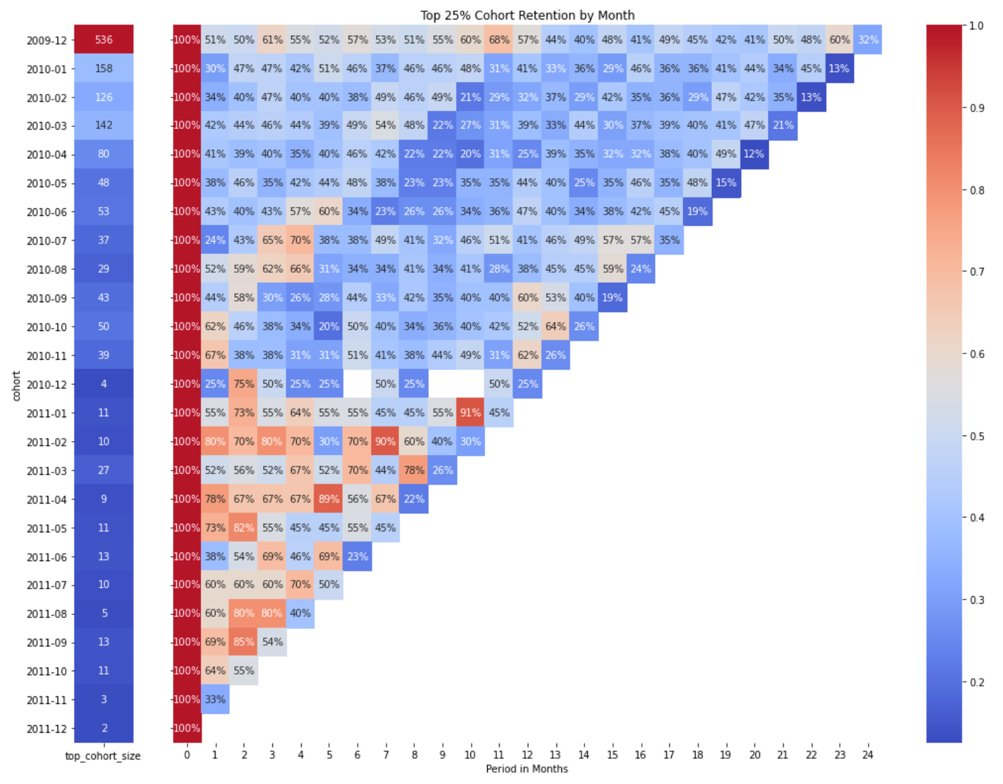 Top 25% Cohort Retention by Month
2009-12 536 100% 51% 50% 61% 55% 52% 57% 53% 51% 55% 60% 68% 57% 44% 40% 48% 41% 49% 45% 42% 41% 50% 48% 60% 32% 1.0
2010-01 158 100% 30% 47% 47% 42% 51% 46% 37% 46% 46% 48% 31% 41% 33% 36% 29% 46% 36% 36% 41% 44% 34% 45% 13%
2010-02 126 100% 34% 40% 47% 40% 40% 38% 49% 46% 49% 21% 29% 32% 37% 29% 42% 35% 36% 29% 47% 42% 35% 13%
0.9
2010-03 142 100% 42% 44% 46% 44% 39% 49% 54% 48% 22% 27% 31% 39% 33% 44% 30% 37% 39% 40% 41% 47% 21%
2010-04 80 100% 41% 39% 40% 35% 40% 46% 42% 22% 22% 20% 31% 25% 39% 35% 32% 32% 38% 40% 49% 12%
2010-05 48 100% 38% 46% 35% 42% 44% 48% 38% 23% 23% 35% 35% 44% 40% 25% 35% 46% 35% 48% 15%
0.8
2010-06 53 100% 43% 40% 43% 57% 60% 34% 23% 26% 26% 34% 36% 47% 40% 34% 38% 42% 45% 19%
2010-07 37 100% 24% 43% 65% 70% 38% 38% 49% 41% 32% 46% 51% 41% 46% 49% 57% 57% 35%
2010-08 29 100% 52% 59% 62% 66% 31% 34% 34% 41% 34% 41% 28% 38% 45% 45% 59% 24%
0.7
2010-09 43 100% 44% 58% 30% 26% 28% 44% 33% 42% 35% 40% 40% 60% 53% 40% 19%
2010-10 50 100% 62% 46% 38% 34% 20% 50% 40% 34% 36% 40% 42% 52% 64% 26%
2010-11 39 100% 67% 38% 38% 31% 31% 51% 41% 38% 44% 49% 31% 62% 26%
0.6
cohort
2010-12 4 100% 25% 75% 50% 25% 25% 50% 25% 50% 25%
2011-01 11 100% 55% 73% 55% 64% 55% 55% 45% 45% 55% 91% 45%
2011-02 10 100% 80% 70% 80% 70% 30% 70% 90% 60% 40% 30%
0.5
2011-03 27 100% 52% 56% 52% 67% 52% 70% 44% 78% 26%
2011-04 9 100% 78% 67% 67% 67% 89% 56% 67% 22%
2011-05 11 100% 73% 82% 55% 45% 45% 55% 45%
0.4
2011-06 13 100% 38% 54% 69% 46% 69% 23%
2011-07 10 100% 60% 60% 60% 70% 50%
0.3
2011-08 5 100% 60% 80% 80% 40%
2011-09 13 100% 69% 85% 54%
2011-10 11 100% 64% 55%
0.2
2011-11 3 100% 33%
2011-12 2 100%
top_cohort_size 0 1 2 3 4 5 6 7 8 9 10 11 12 13 14 15 16 17 18 19 20 21 22 23 24
Period in Months